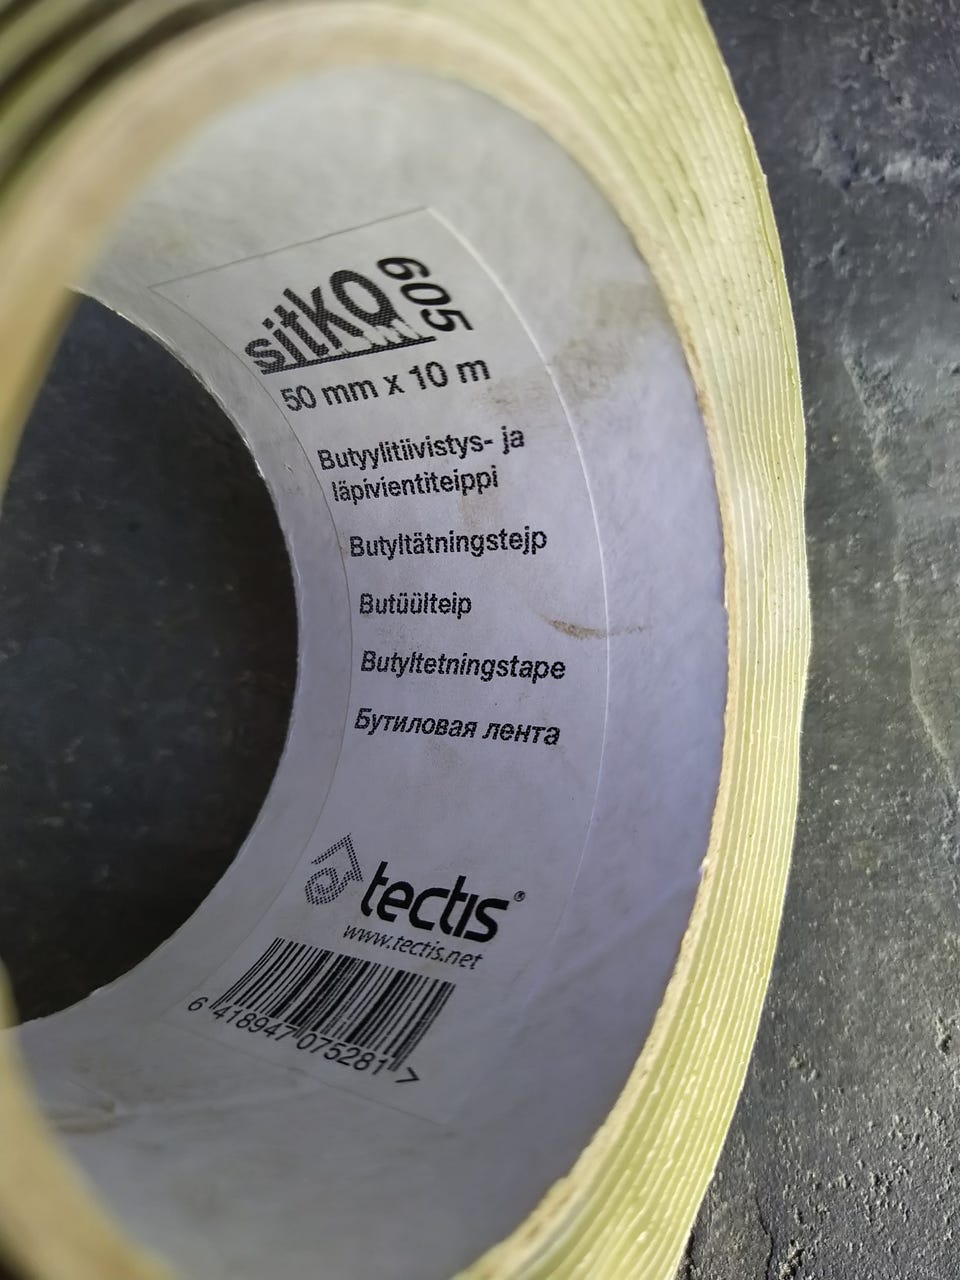 sitko 605
50 mm x 10 m
Butyylitiivistys- ja
läpivientiteippi
Butyltätningstejp
Butüülteip
Butyltetningstape
Бутиловая лента
tectis®
www.tectis.net
6 418947 075281 7